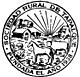 SOCIEDAD RURAL DE TAPALQUE
FUNDADA EL AÑO